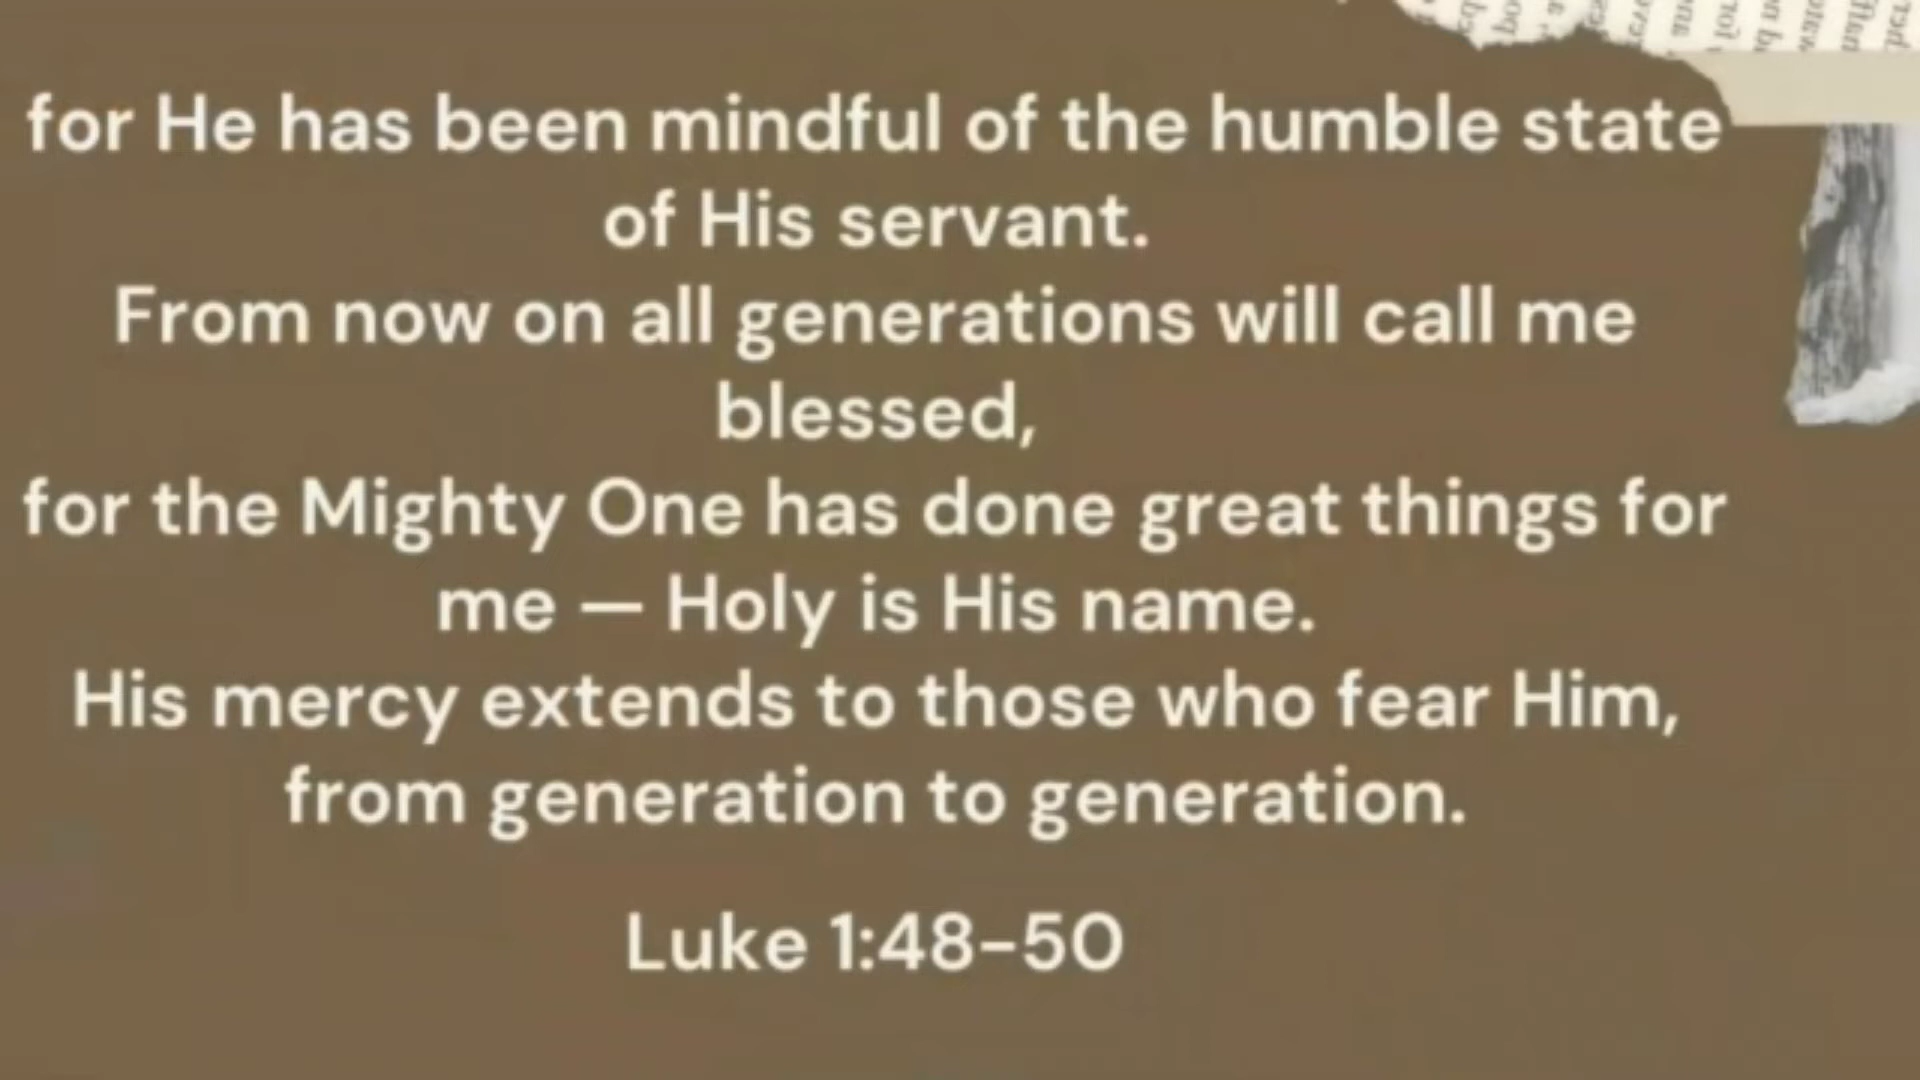 for He has been mindful of the humble state
of His servant.
From now on all generations will call me
blessed,
for the Mighty One has done great things for
me — Holy is His name.
His mercy extends to those who fear Him,
from generation to generation.
Luke 1:48–50